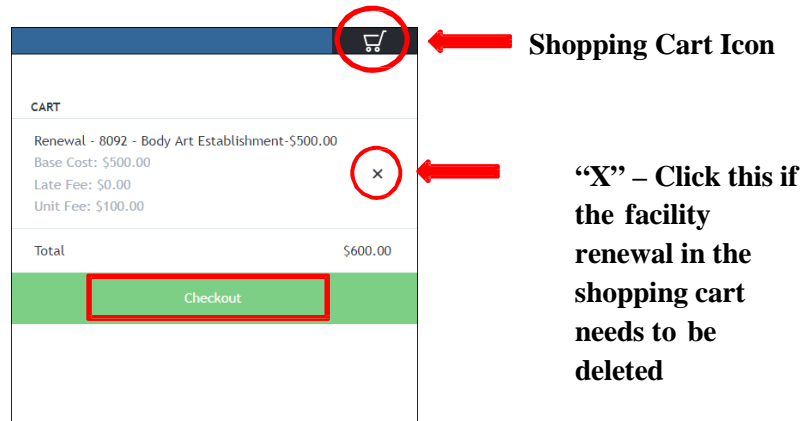 Shopping Cart Icon
CART
Renewal - 8092 - Body Art Establishment-$500.00
Base Cost: $500.00
Late Fee: $0.00
Unit Fee: $100.00
×
Total $600.00
Checkout
“X” – Click this if
the facility
renewal in the
shopping cart
needs to be
deleted